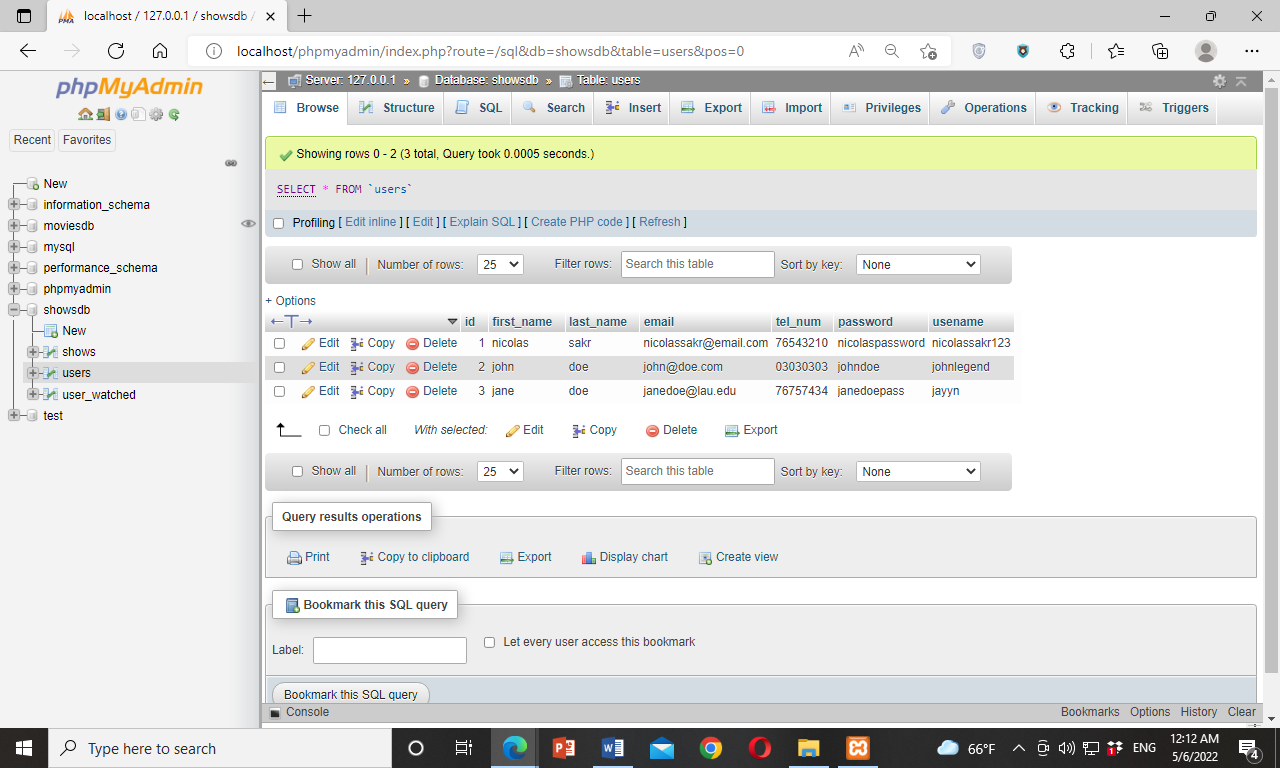 localhost / 127.0.0.1 / showsdb /
localhost/phpmyadmin/index.php?route=/sql&db=showsdb&table=users&pos=0
phpMyAdmin
Recent Favorites
New
information_schema
moviesdb
mysql
performance_schema
phpmyadmin
showsdb
New
shows
users
user_watched
test
Server: 127.0.0.1 » Database: showsdb » Table: users
Browse Structure SQL Search Insert Export Import Privileges Operations Tracking Triggers
Showing rows 0 - 2 (3 total, Query took 0.0005 seconds.)
SELECT * FROM `users`
Profiling [ Edit inline ] [ Edit ] [ Explain SQL ] [ Create PHP code ] [ Refresh ]
Show all | Number of rows: 25 Filter rows: Search this table Sort by key: None
+ Options
←T→ id first_name last_name email tel_num password usename
Edit Copy Delete 1 nicolas sakr nicolassakr@email.com 76543210 nicolaspassword nicolassakr123
Edit Copy Delete 2 john doe john@doe.com 03030303 johndoe johnlegend
Edit Copy Delete 3 jane doe janedoe@lau.edu 76757434 janedoepass jayyn
Check all With selected: Edit Copy Delete Export
Show all | Number of rows: 25 Filter rows: Search this table Sort by key: None
Query results operations
Print Copy to clipboard Export Display chart Create view
Bookmark this SQL query
Label: Let every user access this bookmark
Bookmark this SQL query
Console Bookmarks Options History Clear
Type here to search
66°F ENG
12:12 AM
5/6/2022
4